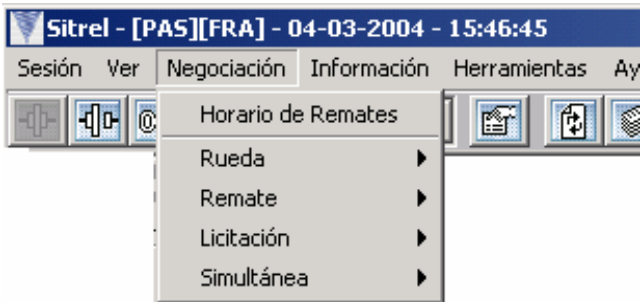 Sitrel - [PAS][FRA] - 04-03-2004 - 15:46:45
Sesión Ver Negociación Información Herramientas Ay
Horario de Remates
Rueda
Remate
Licitación
Simultánea